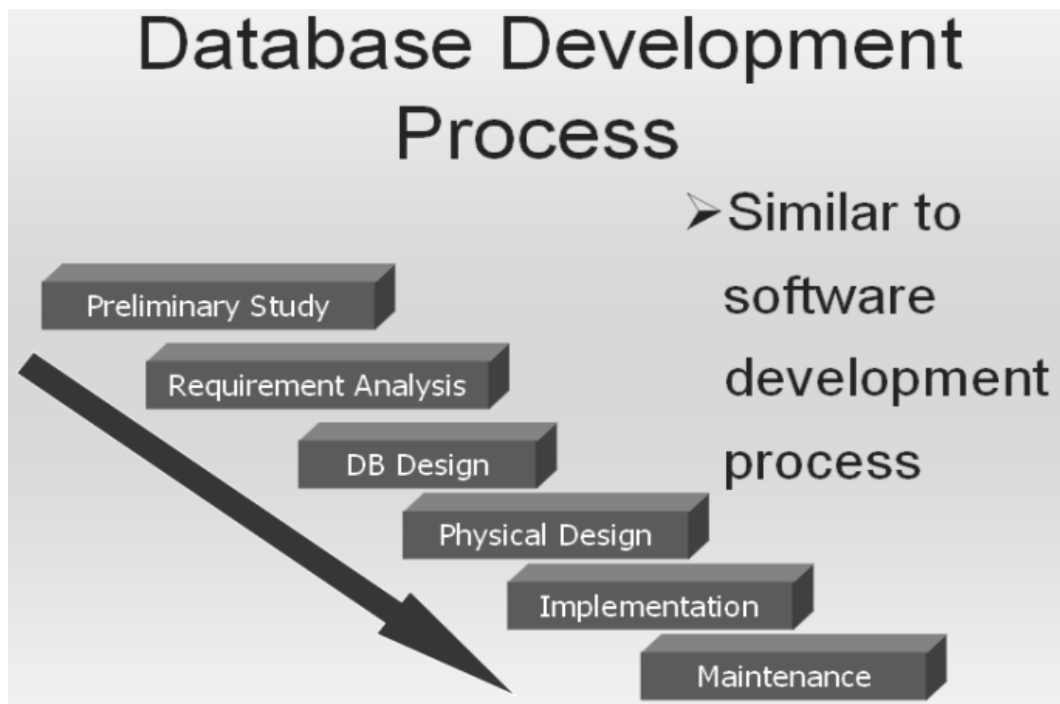 Database Development
Process
➢Similar to
software
development
process
Preliminary Study
Requirement Analysis
DB Design
Physical Design
Implementation
Maintenance